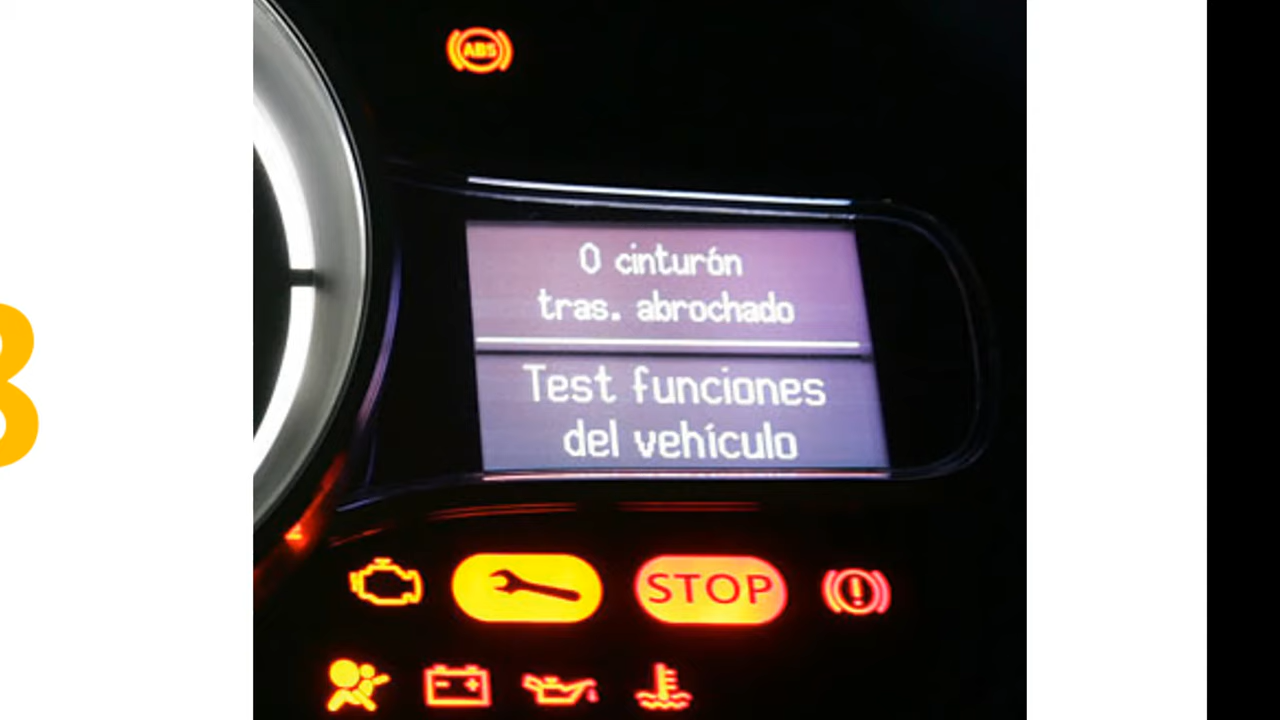 ABS
0 cinturón
tras. abrochado
Test funciones
del vehículo
STOP